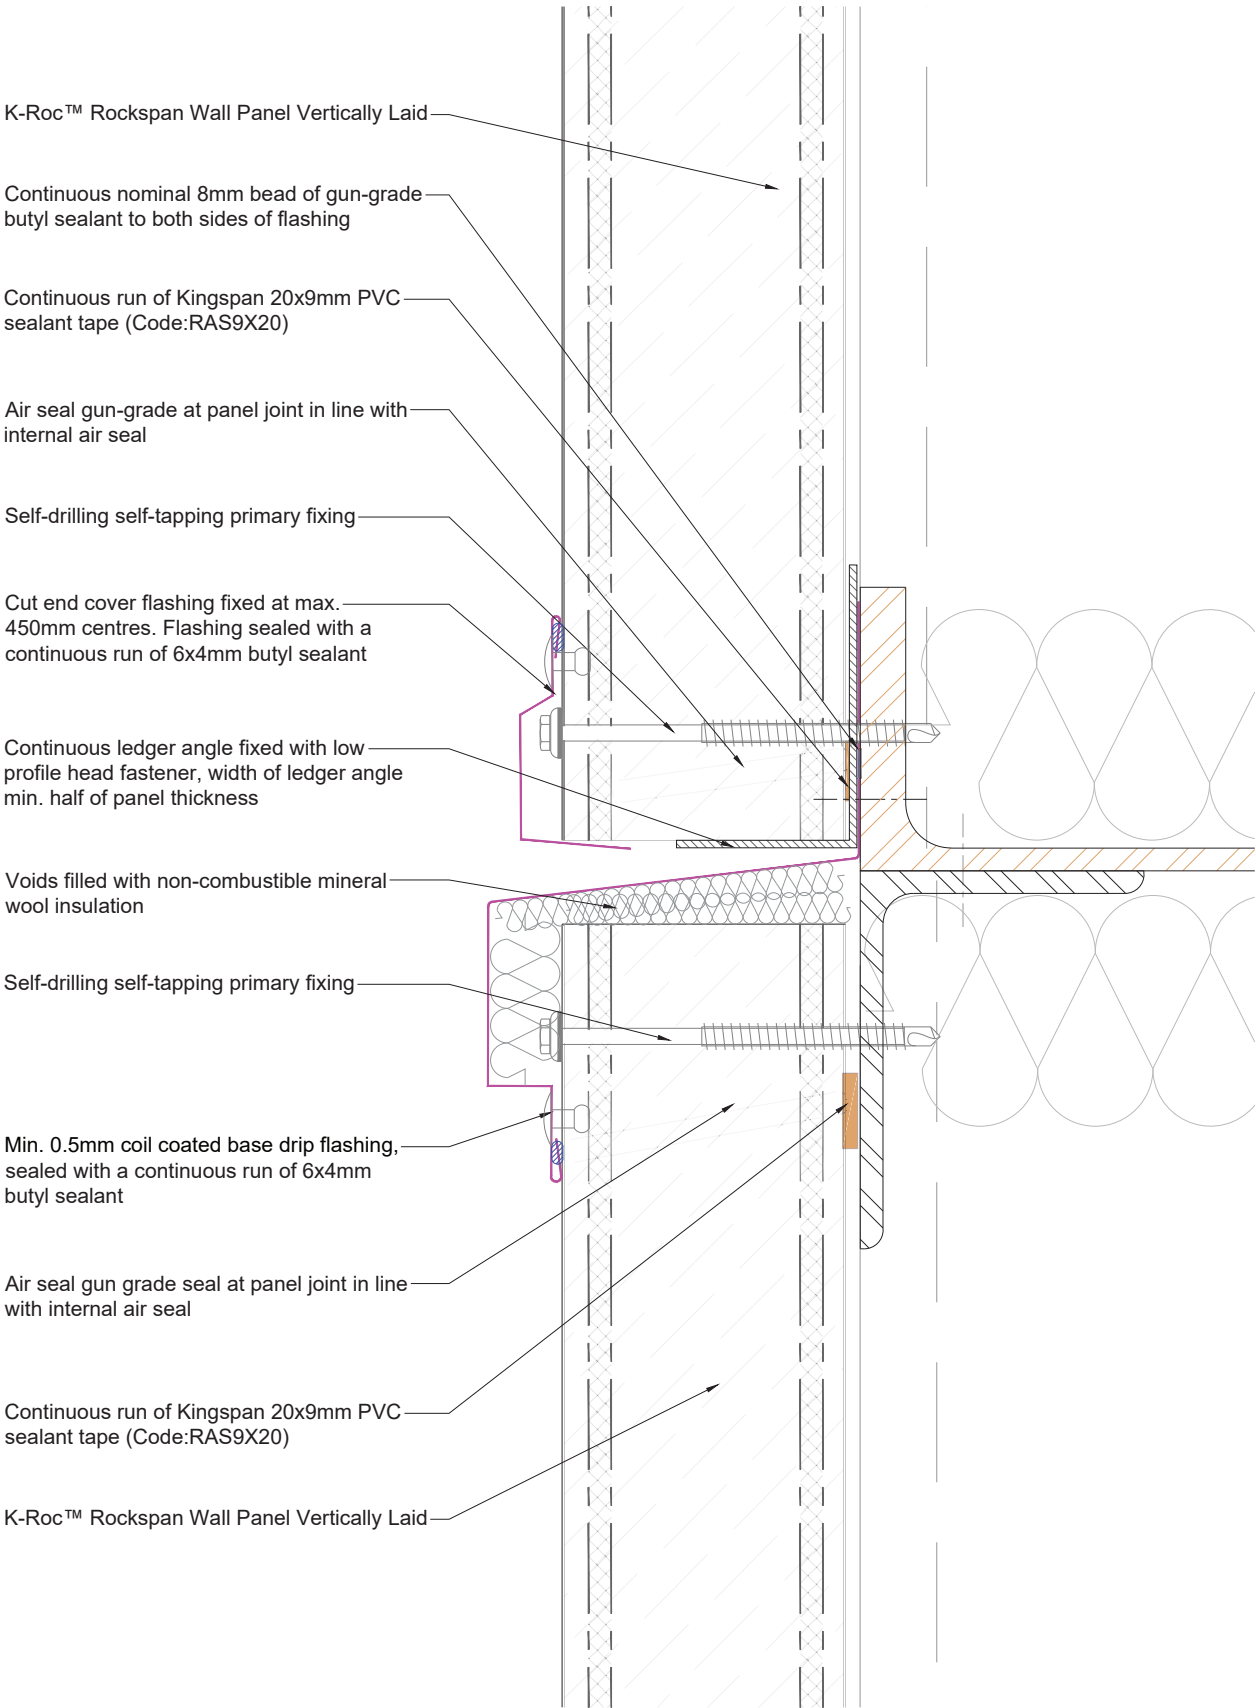 K-Roc™ Rockspan Wall Panel Vertically Laid
Continuous nominal 8mm bead of gun-grade
butyl sealant to both sides of flashing
Continuous run of Kingspan 20x9mm PVC
sealant tape (Code:RAS9X20)
Air seal gun-grade at panel joint in line with
internal air seal
Self-drilling self-tapping primary fixing
Cut end cover flashing fixed at max.
450mm centres. Flashing sealed with a
continuous run of 6x4mm butyl sealant
Continuous ledger angle fixed with low
profile head fastener, width of ledger angle
min. half of panel thickness
Voids filled with non-combustible mineral
wool insulation
Self-drilling self-tapping primary fixing
Min. 0.5mm coil coated base drip flashing,
sealed with a continuous run of 6x4mm
butyl sealant
Air seal gun grade seal at panel joint in line
with internal air seal
Continuous run of Kingspan 20x9mm PVC
sealant tape (Code:RAS9X20)
K-Roc™ Rockspan Wall Panel Vertically Laid